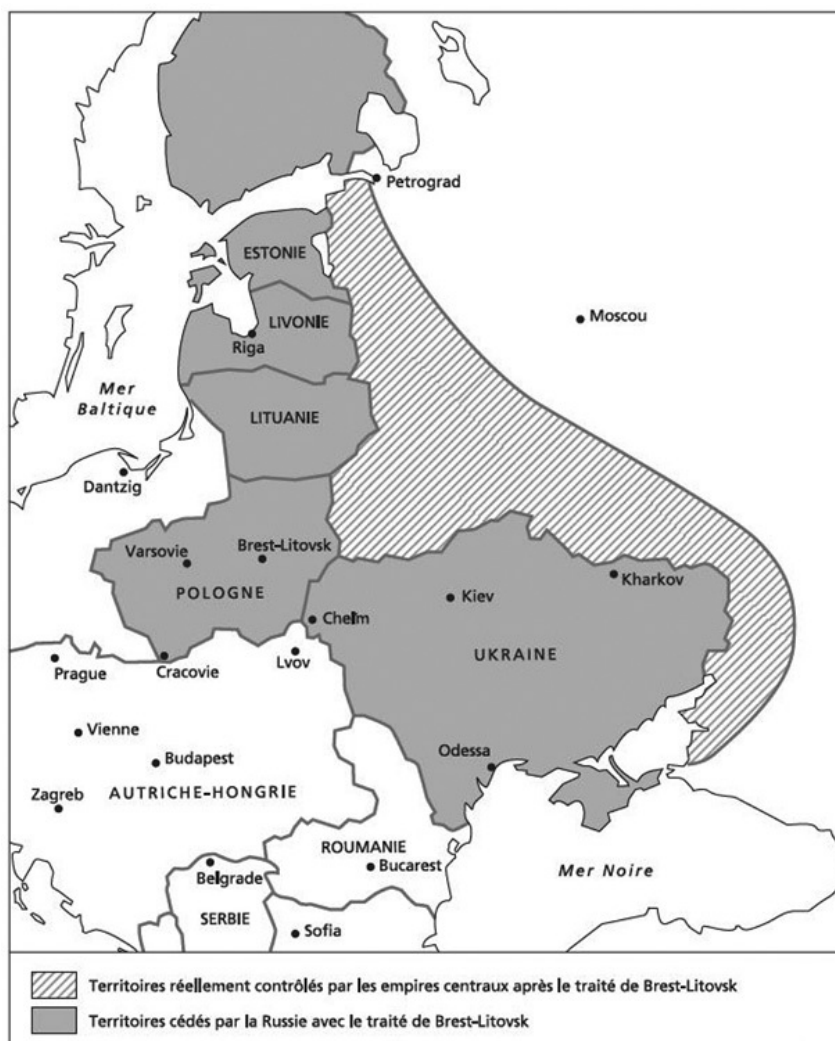 Petrograd
ESTONIE
Moscou
LIVONIE
Riga
Mer
Baltique
LITUANIE
Dantzig
Varsovie
Brest-Litovsk
Kharkov
POLOGNE
Kiev
Chełm
UKRAINE
Lvov
Prague
Cracovie
Vienne
Odessa
Budapest
Zagreb
AUTRICHE-HONGRIE
ROUMANIE
Bucarest
Mer Noire
Belgrade
SERBIE
Sofia
Territoires réellement contrôlés par les empires centraux après le traité de Brest-Litovsk
Territoires cédés par la Russie avec le traité de Brest-Litovsk